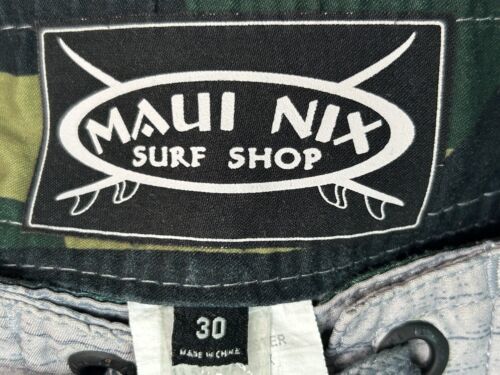 MAUI NIX
SURF SHOP
30
MADE IN CHINA